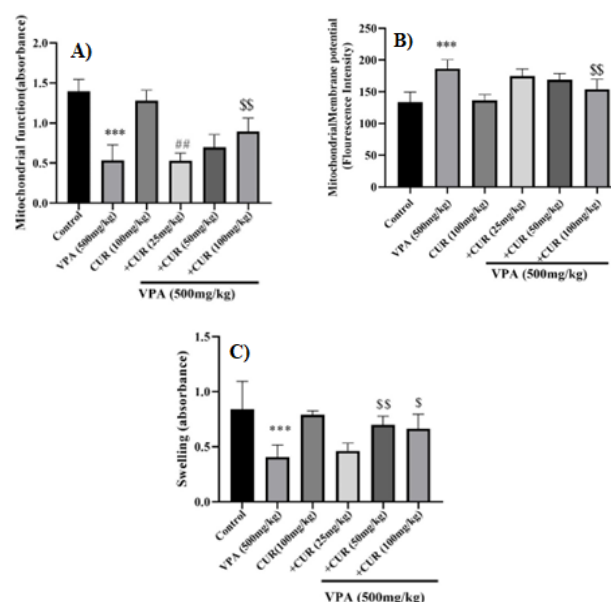 A)
Mitochondrial function(absorbance)
2.0
1.5
1.0
0.5
0.0
***
##
$$
Control
VPA (500mg/kg)
CUR (100mg/kg)
+CUR (25mg/kg)
+CUR (50mg/kg)
+CUR (100mg/kg)
VPA (500mg/kg)
B)
Mitochondrial Membrane potential
(Flourescence Intensity)
250
200
150
100
50
0
***
$$
Control
VPA (500mg/kg)
CUR (100mg/kg)
+CUR (25mg/kg)
+CUR (50mg/kg)
+CUR (100mg/kg)
VPA (500mg/kg)
C)
Swelling (absorbance)
1.5
1.0
0.5
0.0
***
$$
$
Control
VPA (500mg/kg)
CUR(100mg/kg)
+CUR (25mg/kg)
+CUR (50mg/kg)
+CUR (100mg/kg)
VPA (500mg/kg)